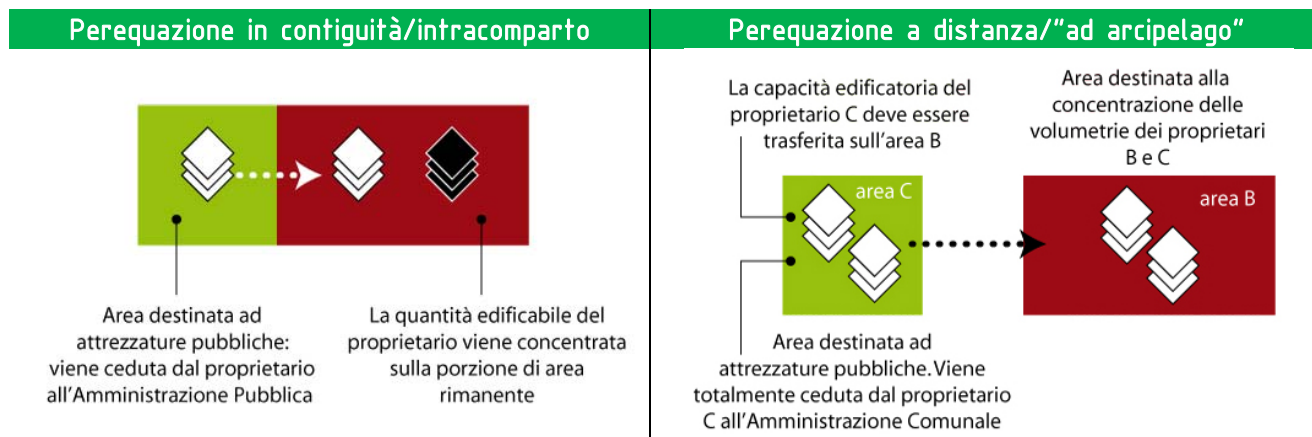 Perequazione in contiguità/intracomparto
Area destinata ad
attrezzature pubbliche:
viene ceduta dal proprietario
all'Amministrazione Pubblica
La quantità edificabile del
proprietario viene concentrata
sulla porzione di area
rimanente
Perequazione a distanza/"ad arcipelago"
La capacità edificatoria del
proprietario C deve essere
trasferita sull'area B
Area destinata alla
concentrazione delle
volumetrie dei proprietari
B e C
area C
area B
Area destinata ad
attrezzature pubbliche. Viene
totalmente ceduta dal proprietario
C all'Amministrazione Comunale